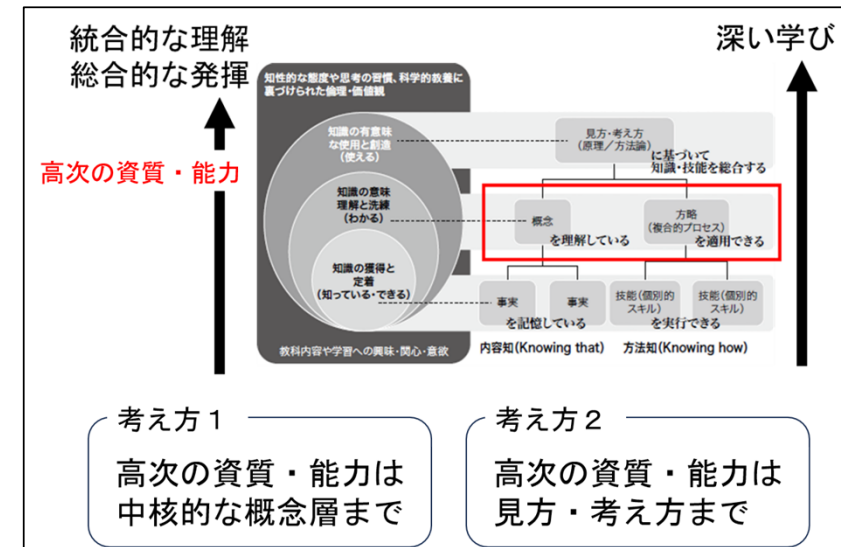 統合的な理解
総合的な発揮
深い学び
高次の資質・能力
知性的な態度や思考の習慣、科学的教養に
裏づけられた倫理・価値観
知識の有意味
な使用と創造
(使える)
知識の意味
理解と洗練
(わかる)
知識の獲得と
定着
(知っている・できる)
教科内容や学習への興味・関心・意欲
見方・考え方
(原理/方法論)
に基づいて
知識・技能を総合する
概念
を理解している
方略
(複合的プロセス)
を適用できる
事実
事実
を記憶している
技能(個別的
スキル)
技能(個別的
スキル)
を実行できる
内容知(Knowing that)
方法知(Knowing how)
考え方1
高次の資質・能力は
中核的な概念層まで
考え方2
高次の資質・能力は
見方・考え方まで